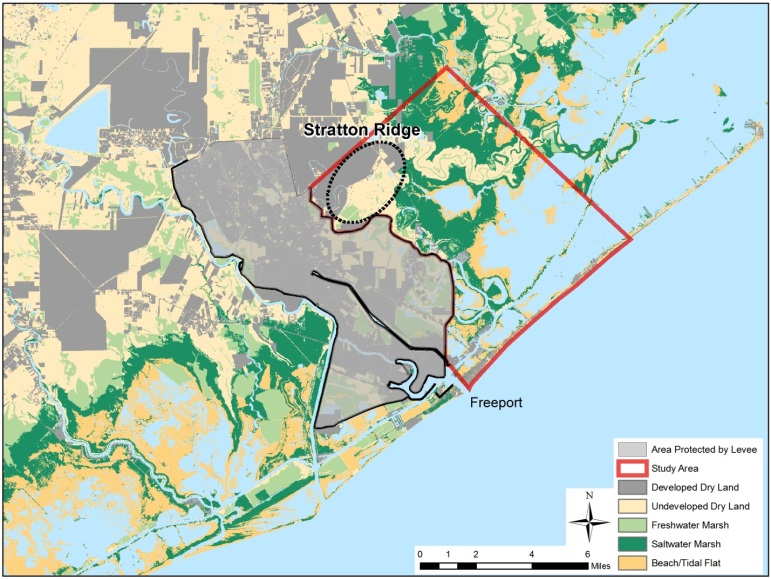 Stratton Ridge
Freeport
Area Protected by Levee
Study Area
Developed Dry Land
Undeveloped Dry Land
Freshwater Marsh
Saltwater Marsh
Beach/Tidal Flat
N
0 1 2 4 6
Miles